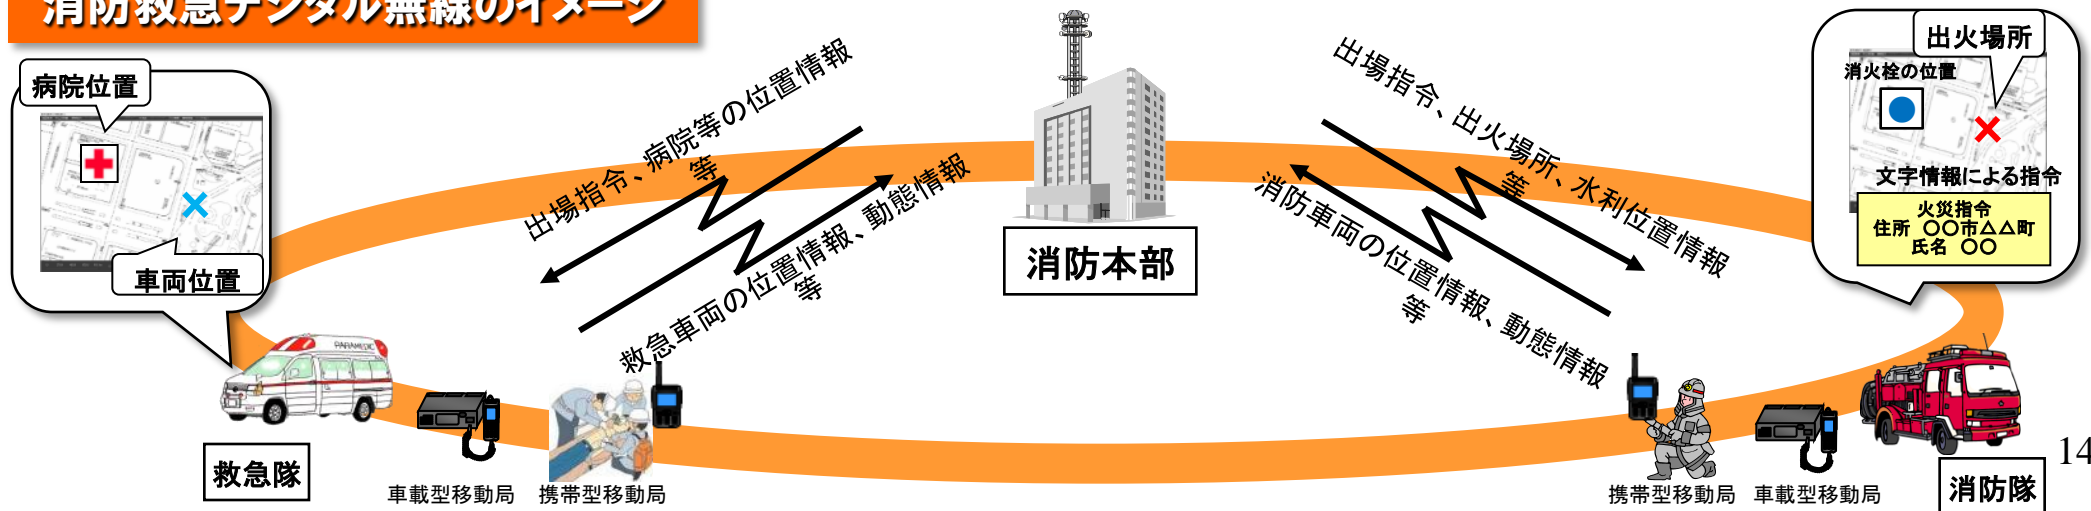 消防救急デジタル無線のイメージ
病院位置
車両位置
出場指令、病院等の位置情報
等
救急車両の位置情報、動態情報
等
消防本部
出場指令、出火場所、水利位置情報
等
消防車両の位置情報、動態情報
等
出火場所
消火栓の位置
文字情報による指令
火災指令
住所 〇〇市△△町
氏名 〇〇
PARAMEDIC
救急隊
車載型移動局
携帯型移動局
携帯型移動局
車載型移動局
消防隊
14